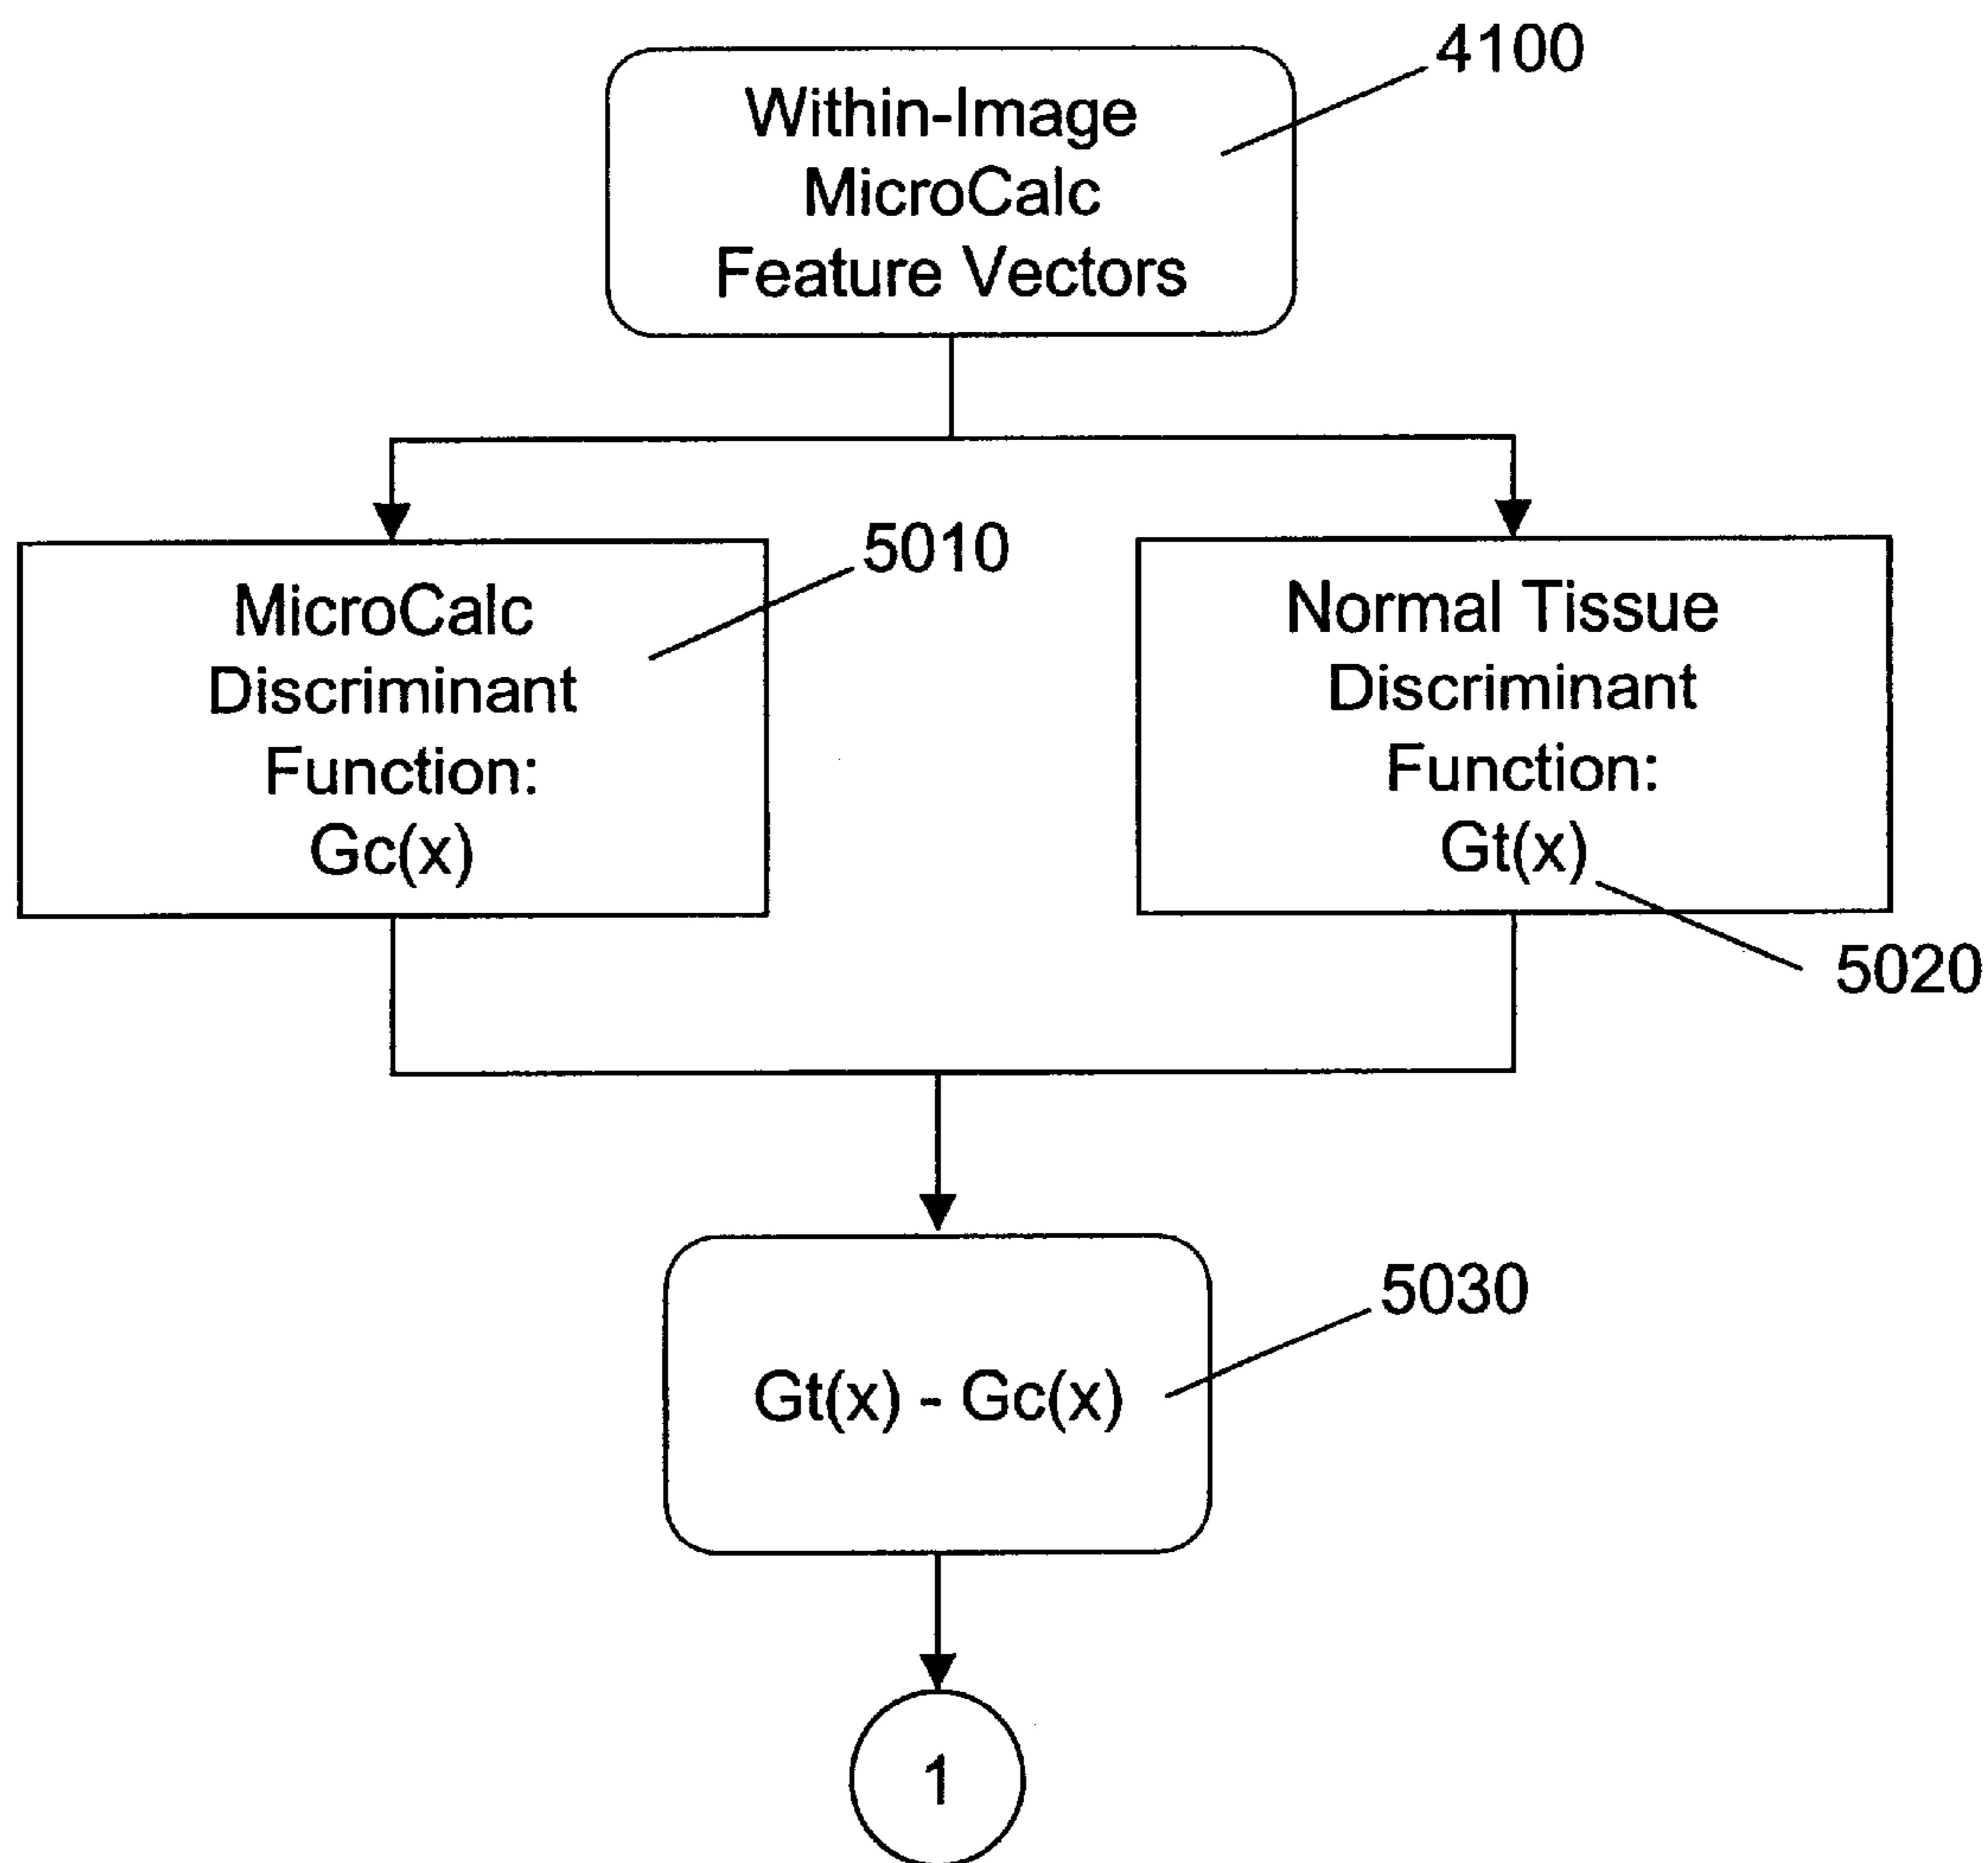 4100
Within-Image
MicroCalc
Feature Vectors
5010
MicroCalc
Discriminant
Function:
Gc(x)
Normal Tissue
Discriminant
Function:
Gt(x)
5020
5030
Gt(x) - Gc(x)
1